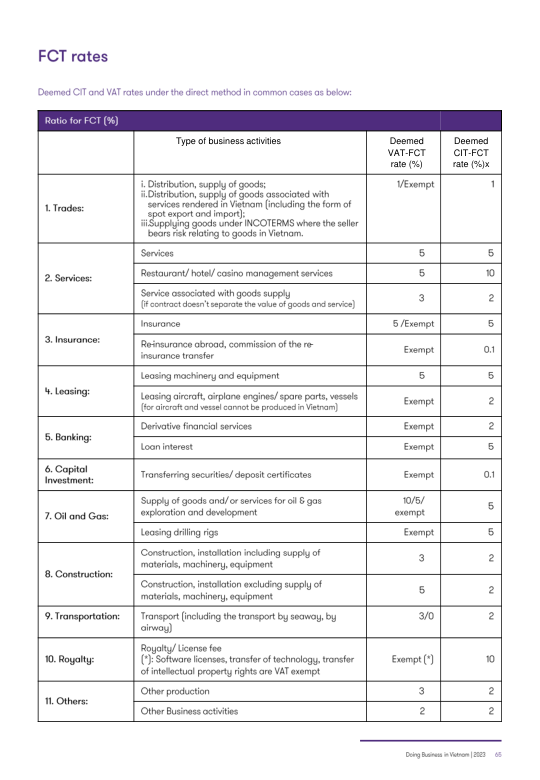 FCT rates
Deemed CIT and VAT rates under the direct method in common cases as below:
Ratio for FCT (%)
Type of business activities
Deemed
VAT-FCT
rate (%)
Deemed
CIT-FCT
rate (%)x
1. Trades:
i. Distribution, supply of goods;
ii.Distribution, supply of goods associated with
services rendered in Vietnam (including the form of
spot export and import);
iii.Supplying goods under INCOTERMS where the seller
bears risk relating to goods in Vietnam.
1/Exempt
1
2. Services:
Services
5
5
Restaurant/ hotel/ casino management services
5
10
Service associated with goods supply
(if contract doesn't separate the value of goods and service)
3
2
3. Insurance:
Insurance
5 /Exempt
5
Re-insurance abroad, commission of the re-
insurance transfer
Exempt
0.1
4. Leasing:
Leasing machinery and equipment
5
5
Leasing aircraft, airplane engines/ spare parts, vessels
(for aircraft and vessel cannot be produced in Vietnam)
Exempt
2
5. Banking:
Derivative financial services
Exempt
2
Loan interest
Exempt
5
6. Capital
Investment:
Transferring securities/ deposit certificates
Exempt
0.1
7. Oil and Gas:
Supply of goods and/or services for oil & gas
exploration and development
10/5/
exempt
5
Leasing drilling rigs
Exempt
5
8. Construction:
Construction, installation including supply of
materials, machinery, equipment
3
2
Construction, installation excluding supply of
materials, machinery, equipment
5
2
9. Transportation:
Transport (including the transport by seaway, by
airway)
3/0
2
10. Royalty:
Royalty/ License fee
(*): Software licenses, transfer of technology, transfer
of intellectual property rights are VAT exempt
Exempt (*)
10
11. Others:
Other production
3
2
Other Business activities
2
2
Doing Business in Vietnam | 2023 65